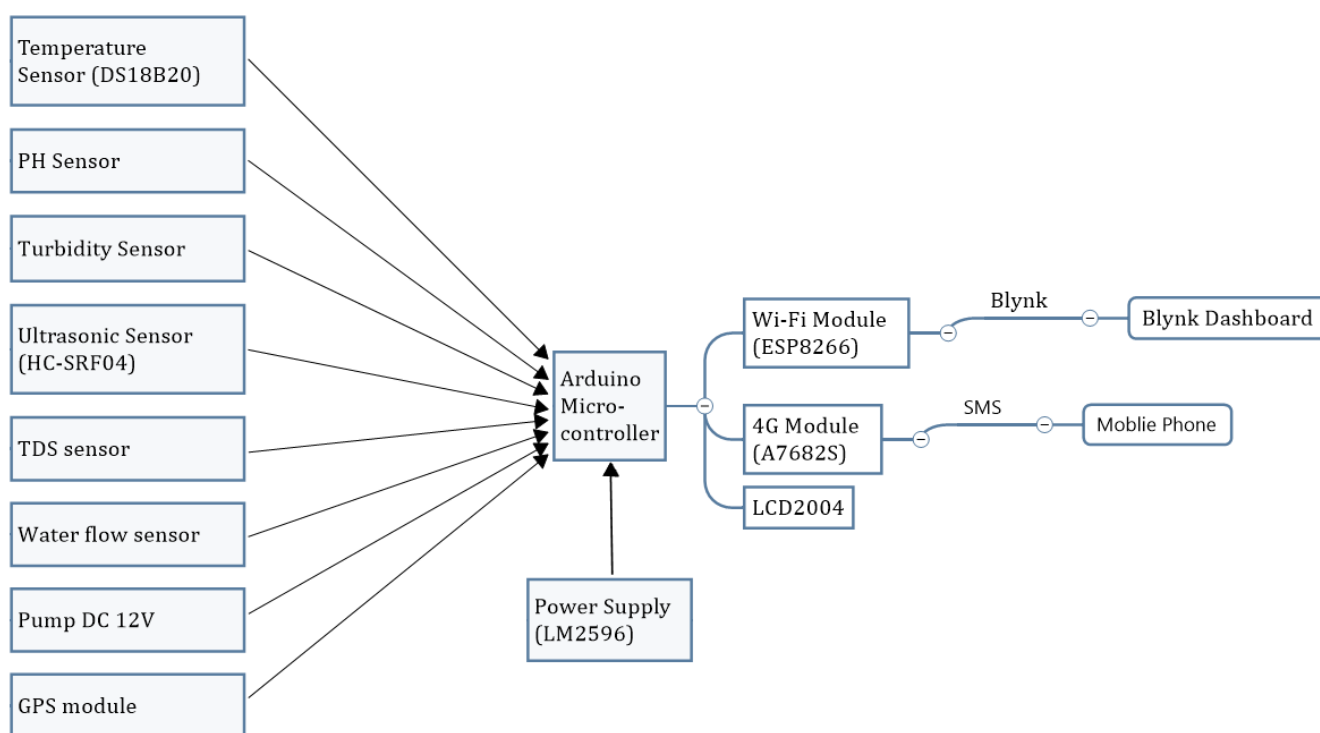 Temperature
Sensor (DS18B20)
PH Sensor
Turbidity Sensor
Ultrasonic Sensor
(HC-SRF04)
TDS sensor
Water flow sensor
Pump DC 12V
GPS module
Arduino
Micro-
controller
Power Supply
(LM2596)
Wi-Fi Module
(ESP8266)
Blynk
Blynk Dashboard
4G Module
(A7682S)
SMS
Moblie Phone
LCD2004